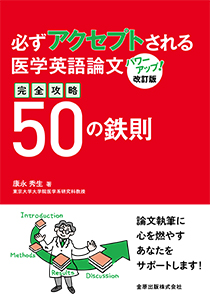 必ずアクセプトされる
医学英語論文
パワーアップ!
改訂版
完全攻略
50の鉄則
康永秀生 著
東京大学大学院医学系研究科教授
Introduction
Methods
Results
Discussion
論文執筆に
心を燃やす
あなたを
サポートします!
金原出版株式会社